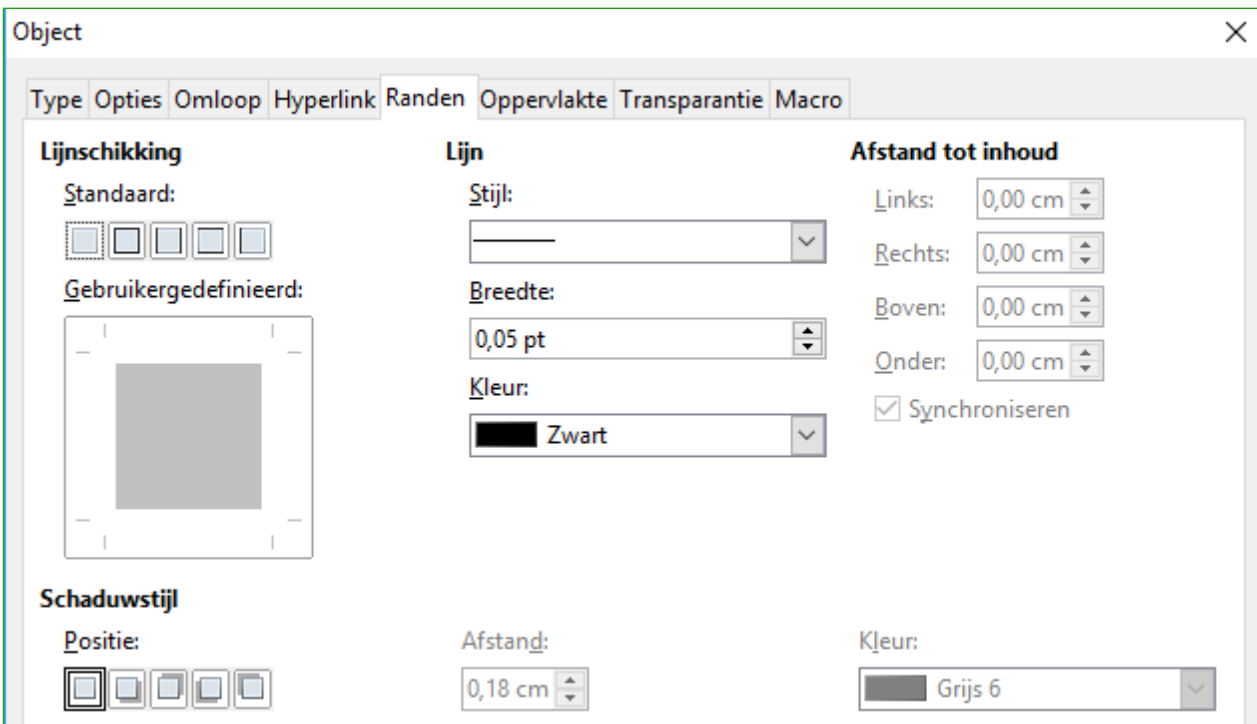 Object
Type Opties Omloop Hyperlink Randen Oppervlakte Transparantie Macro
Lijnschikking
Standaard:
Gebruikergedefinieerd:
Lijn
Stijl:
Breedte:
0,05 pt
Kleur:
Zwart
Afstand tot inhoud
Links: 0,00 cm
Rechts: 0,00 cm
Boven: 0,00 cm
Onder: 0,00 cm
Synchroniseren
Schaduwstijl
Positie:
Afstand:
0,18 cm
Kleur:
Grijs 6